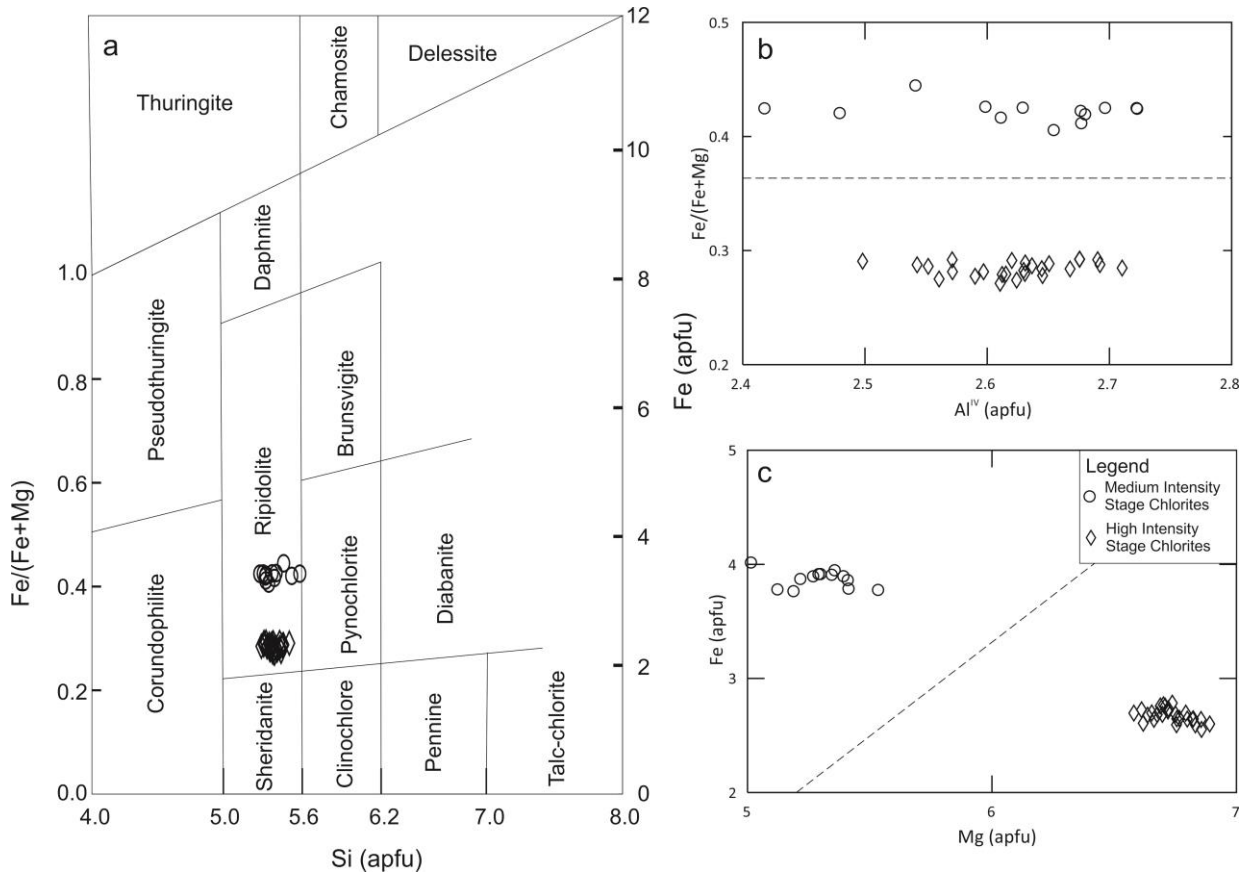 a
Thuringite
Chamosite
Delessite
Daphnite
Pseudothuringite
Brunsvigite
Ripidolite
Corundophilite
Pynochlorite
Diabanite
Sheridanite
Clinochlore
Pennine
Talc-chlorite
1.0
0.8
0.6
0.4
0.2
0.0
Fe/(Fe+Mg)
4.0 5.0 5.6 6.2 7.0 8.0
Si (apfu)
12
10
8
6
4
2
0
Fe (apfu)
b
0.5
0.4
0.3
0.2
Fe/(Fe+Mg)
2.4 2.5 2.6 2.7 2.8
Al^IV (apfu)
c
5
4
3
2
Fe (apfu)
5 6 7
Mg (apfu)
Legend
Medium Intensity
Stage Chlorites
High Intensity
Stage Chlorites